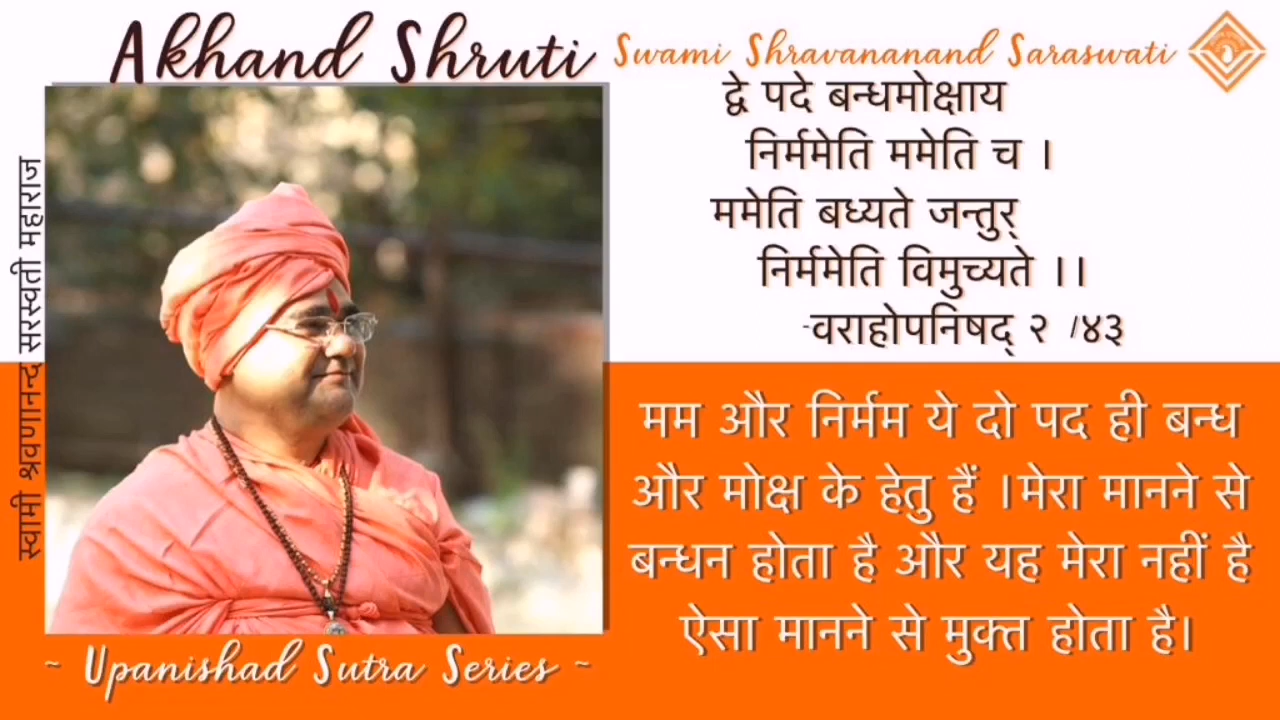 Akhand Shruti
Swami Shravananand Saraswati
स्वामी श्रवणानन्द सरस्वती महाराज
द्वे पदे बन्धमोक्षाय
निर्ममेति ममेति च ।
ममेति बध्यते जन्तुर्
निर्ममेति विमुच्यते ।।
-वराहोपनिषद् २ /४३
मम और निर्मम ये दो पद ही बन्ध
और मोक्ष के हेतु हैं ।मेरा मानने से
बन्धन होता है और यह मेरा नहीं है
ऐसा मानने से मुक्त होता है।
~ Upanishad Sutra Series ~